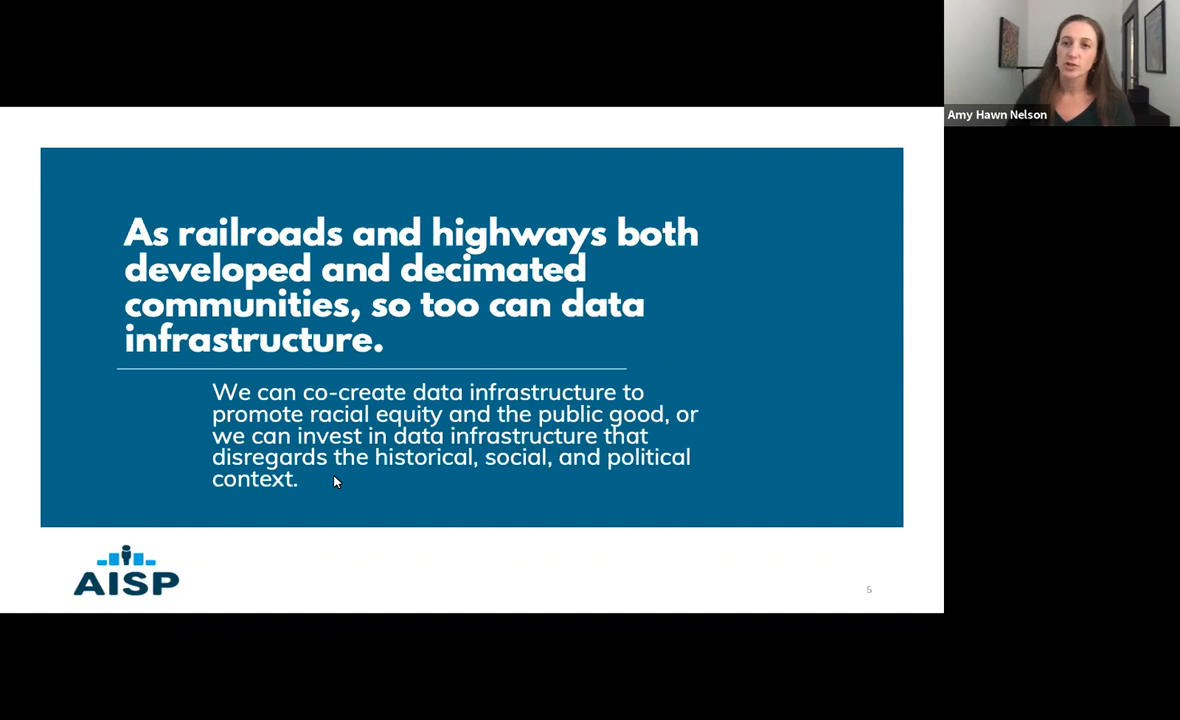 Amy Hawn Nelson
As railroads and highways both
developed and decimated
communities, so too can data
infrastructure.
We can co-create data infrastructure to
promote racial equity and the public good, or
we can invest in data infrastructure that
disregards the historical, social, and political
context.
AISP
5